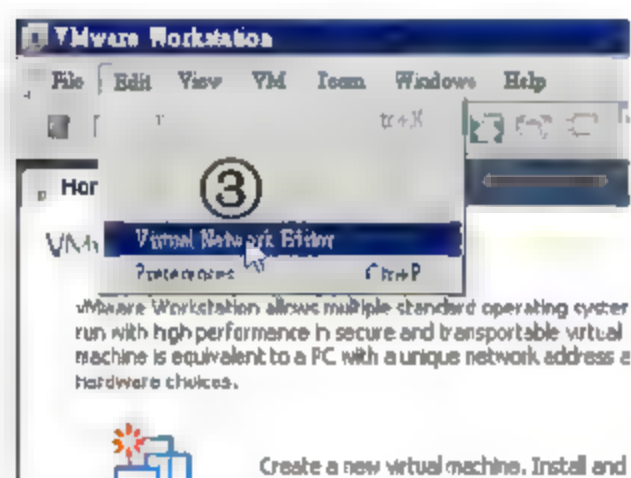 VMware Workstation
File Edit View VM Team Windows Help
③
Virtual Network Editor
Preferences Ctrl+P
VMware Workstation allows multiple standard operating system
run with high performance in secure and transportable virtual
machine is equivalent to a PC with a unique network address a
hardware choices.
Create a new virtual machine. Install and